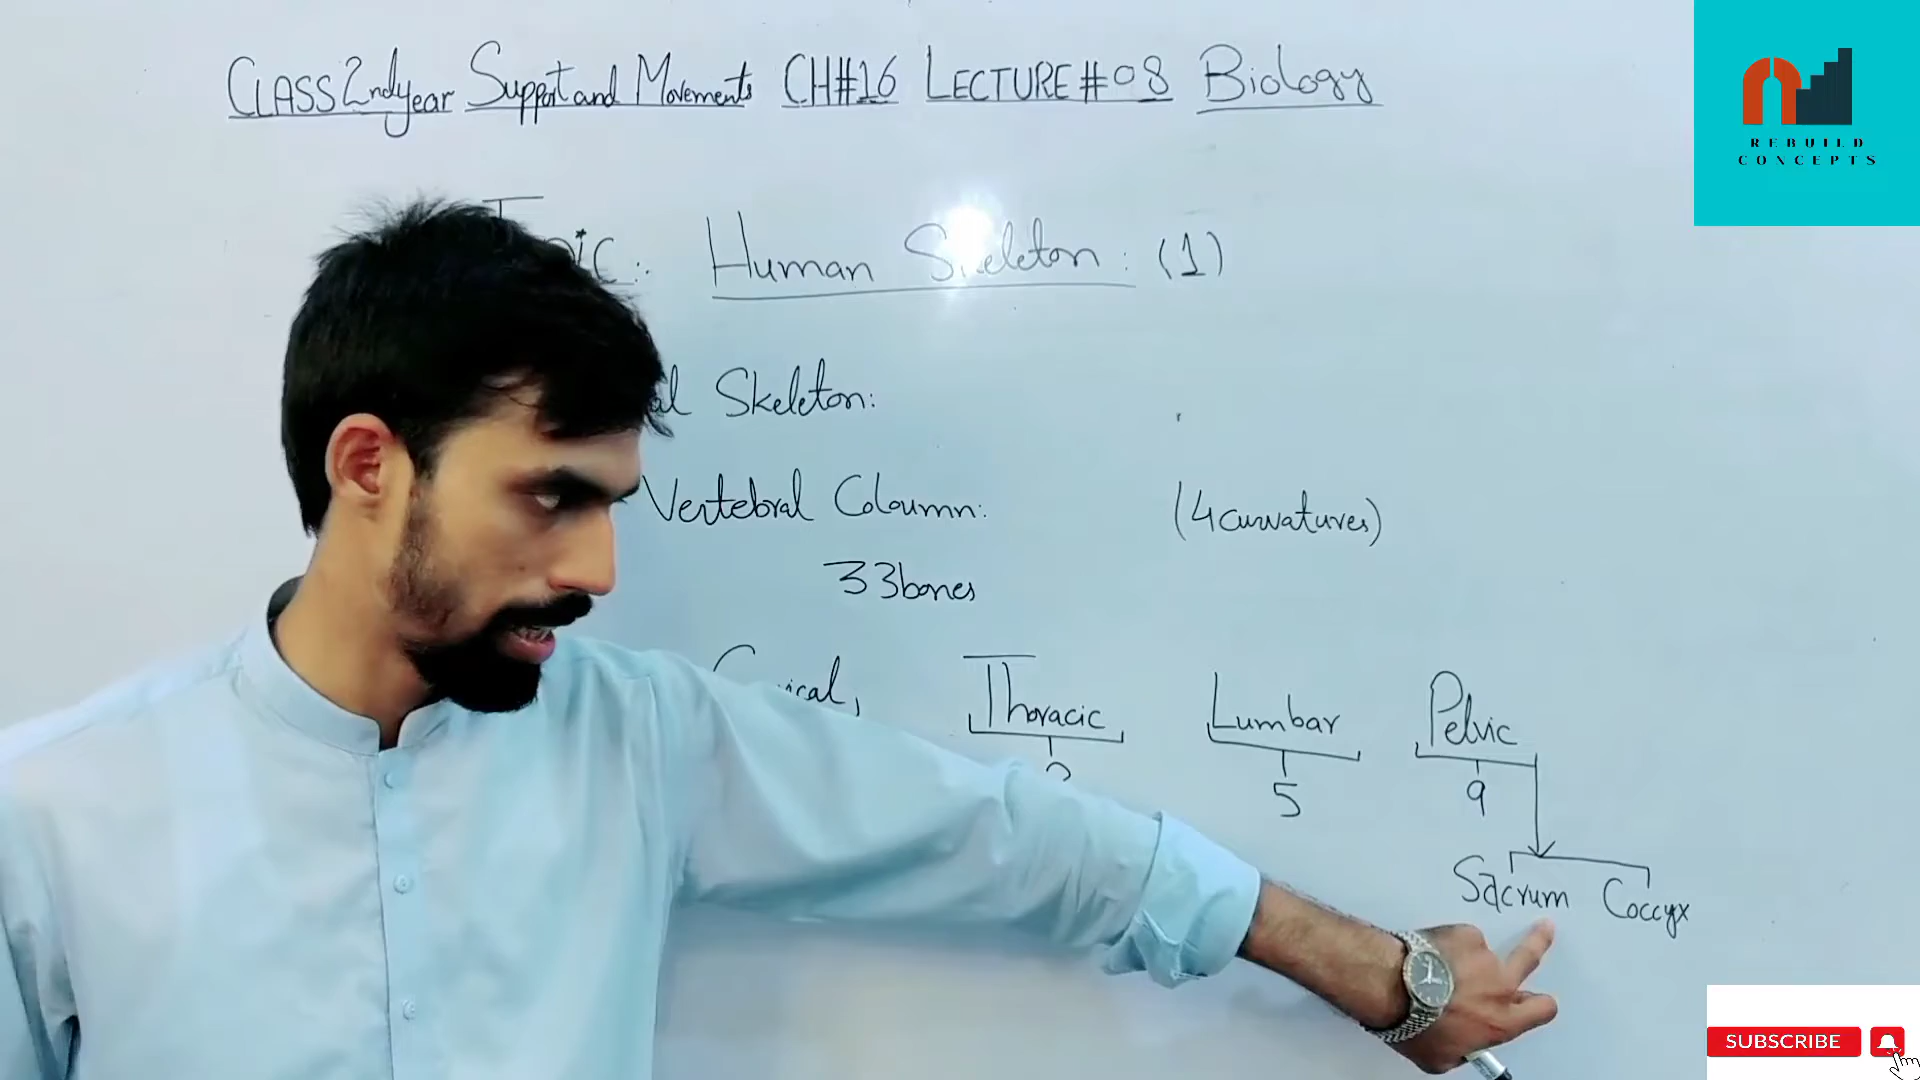 CLASS 2nd year Support and Movements CH#16 LECTURE #08 Biology
REBUILD
CONCEPTS
Human Skeleton: (1)
Skeleton:
Vertebral Coloumn: (4 curvatures)
33 bones
Thoracic Lumbar Pelvic
5 9
Sacrum Coccyx
SUBSCRIBE